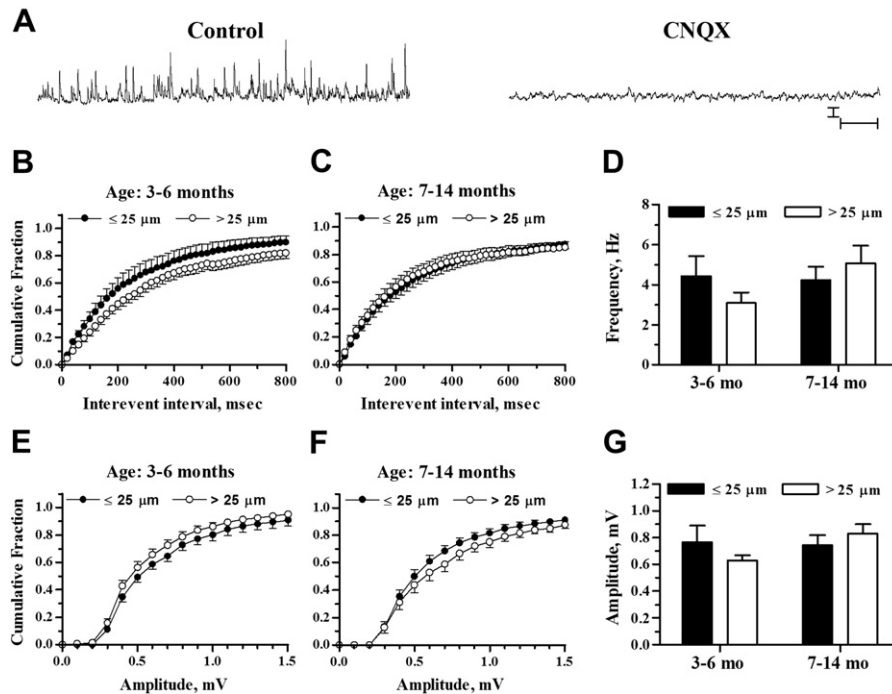 A
Control
CNQX
B
Age: 3-6 months
≤ 25 μm
> 25 μm
Cumulative Fraction
1.0
0.8
0.6
0.4
0.2
0.0
0
200
400
600
800
Interevent interval, msec
C
Age: 7-14 months
≤ 25 μm
> 25 μm
1.0
0.8
0.6
0.4
0.2
0.0
0
200
400
600
800
Interevent interval, msec
D
≤ 25 μm
> 25 μm
Frequency, Hz
8
6
4
2
0
3-6 mo
7-14 mo
E
Age: 3-6 months
≤ 25 μm
> 25 μm
Cumulative Fraction
1.0
0.8
0.6
0.4
0.2
0.0
0.0
0.5
1.0
1.5
Amplitude, mV
F
Age: 7-14 months
≤ 25 μm
> 25 μm
1.0
0.8
0.6
0.4
0.2
0.0
0.0
0.5
1.0
1.5
Amplitude, mV
G
≤ 25 μm
> 25 μm
Amplitude, mV
1.2
1.0
0.8
0.6
0.4
0.2
0.0
3-6 mo
7-14 mo